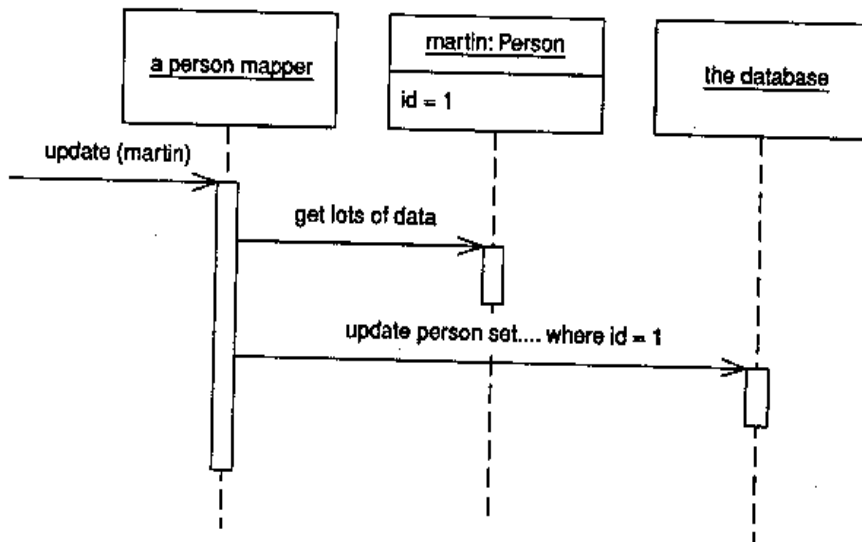 a person mapper
martin: Person
id = 1
the database
update (martin)
get lots of data
update person set.... where id = 1